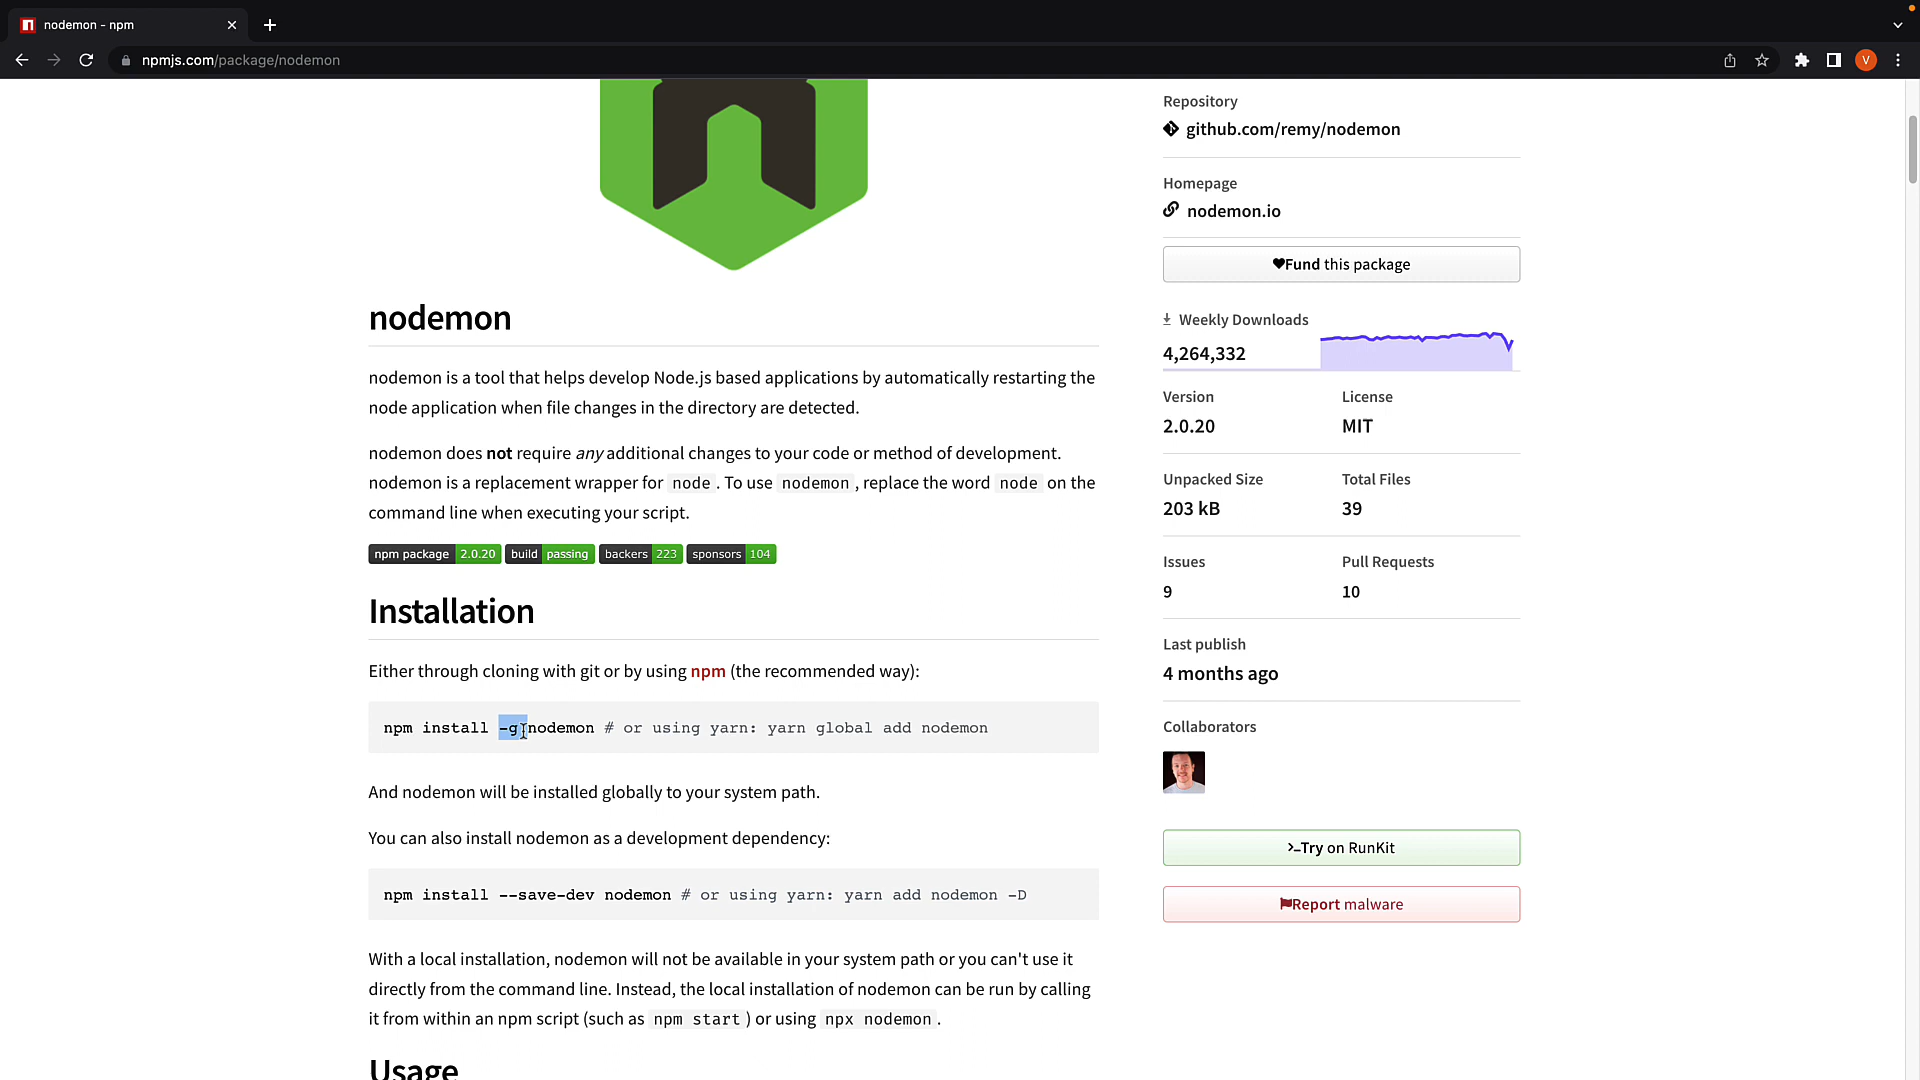 nodemon - npm
npmjs.com/package/nodemon
V
nodemon
nodemon is a tool that helps develop Node.js based applications by automatically restarting the
node application when file changes in the directory are detected.
nodemon does not require any additional changes to your code or method of development.
nodemon is a replacement wrapper for node. To use nodemon, replace the word node on the
command line when executing your script.
npm package 2.0.20 build passing backers 223 sponsors 104
Installation
Either through cloning with git or by using npm (the recommended way):
npm install -g nodemon # or using yarn: yarn global add nodemon
And nodemon will be installed globally to your system path.
You can also install nodemon as a development dependency:
npm install --save-dev nodemon # or using yarn: yarn add nodemon -D
With a local installation, nodemon will not be available in your system path or you can't use it
directly from the command line. Instead, the local installation of nodemon can be run by calling
it from within an npm script (such as npm start) or using npx nodemon.
Usage
Repository
github.com/remy/nodemon
Homepage
nodemon.io
Fund this package
Weekly Downloads
4,264,332
Version License
2.0.20 MIT
Unpacked Size Total Files
203 kB 39
Issues Pull Requests
9 10
Last publish
4 months ago
Collaborators
>_Try on RunKit
Report malware